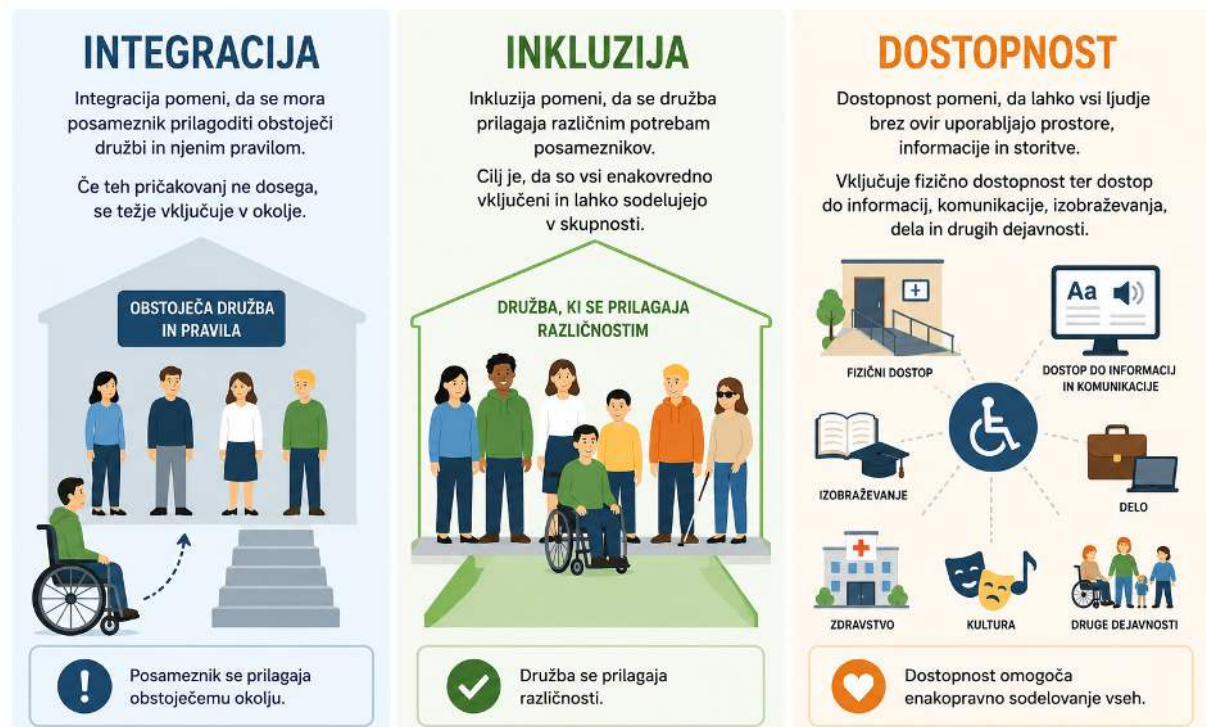 INTEGRACIJA
Integracija pomeni, da se mora
posameznik prilagoditi obstoječi
družbi in njenim pravilom.
Če teh pričakovanj ne dosega,
se težje vključuje v okolje.
OBSTOJEČA DRUŽBA
IN PRAVILA
Posameznik se prilagaja
obstoječemu okolju.
INKLUZIJA
Inkluzija pomeni, da se družba
prilagaja različnim potrebam
posameznikov.
Cilj je, da so vsi enakovredno
vključeni in lahko sodelujejo
v skupnosti.
DRUŽBA, KI SE PRILAGAJA
RAZLIČNOSTIM
Družba se prilagaja
različnosti.
DOSTOPNOST
Dostopnost pomeni, da lahko vsi ljudje
brez ovir uporabljajo prostore,
informacije in storitve.
Vključuje fizično dostopnost ter dostop
do informacij, komunikacije, izobraževanja,
dela in drugih dejavnosti.
FIZIČNI DOSTOP
Aa
DOSTOP DO INFORMACIJ
IN KOMUNIKACIJE
IZOBRAŽEVANJE
DELO
ZDRAVSTVO
KULTURA
DRUGE DEJAVNOSTI
Dostopnost omogoča
enakopravno sodelovanje vseh.